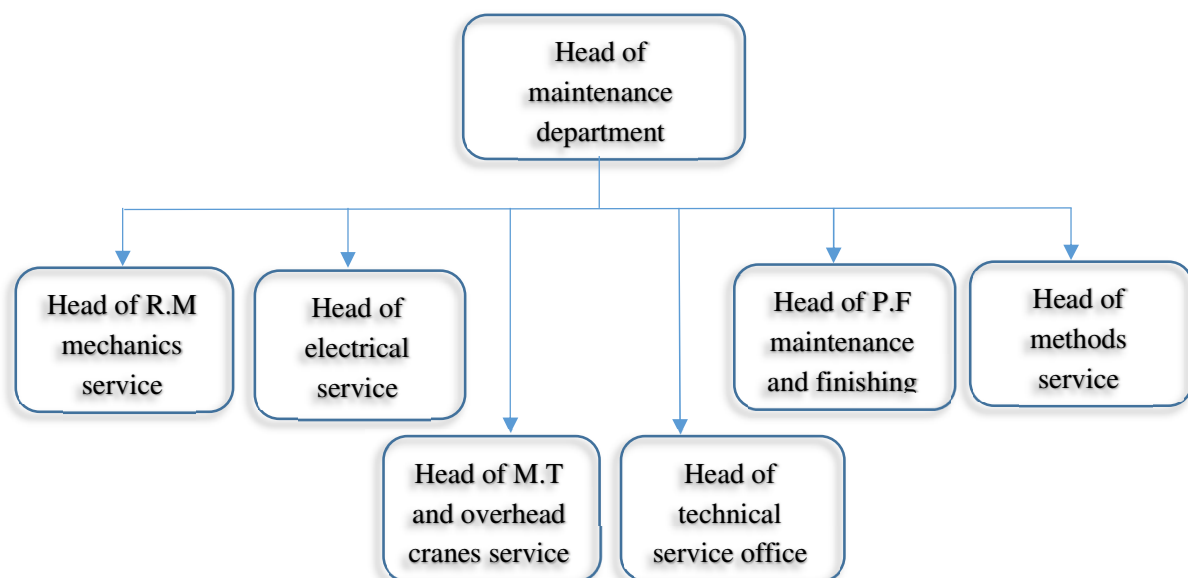 Head of
maintenance
department
Head of R.M
mechanics
service
Head of
electrical
service
Head of M.T
and overhead
cranes service
Head of
technical
service office
Head of P.F
maintenance
and finishing
Head of
methods
service